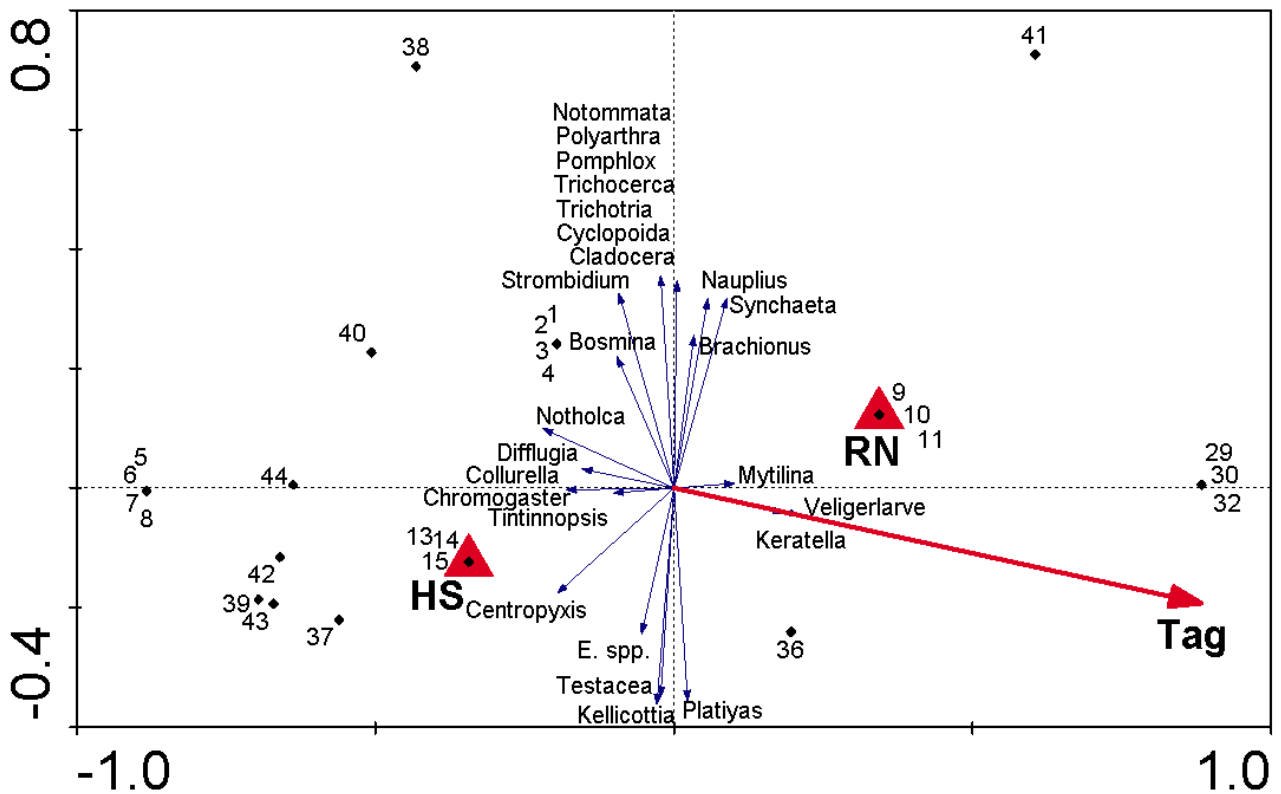 0.8
38
41
Notommata
Polyarthra
Pomphlox
Trichocerca
Trichotria
Cyclopoida
Cladocera
Strombidium
Nauplius
Synchaeta
1
2
3
4
Bosmina
Brachionus
40
9
10
11
RN
Notholca
Difflugia
Collurella
Chromogaster
Tintinnopsis
Mytilina
Veligerlarve
Keratella
5
6
7
8
44
29
30
32
13
14
15
HS
42
39
43
37
Centropyxis
E. spp.
36
Tag
Testacea
Kellicottia
Platiyas
-0.4
-1.0
1.0